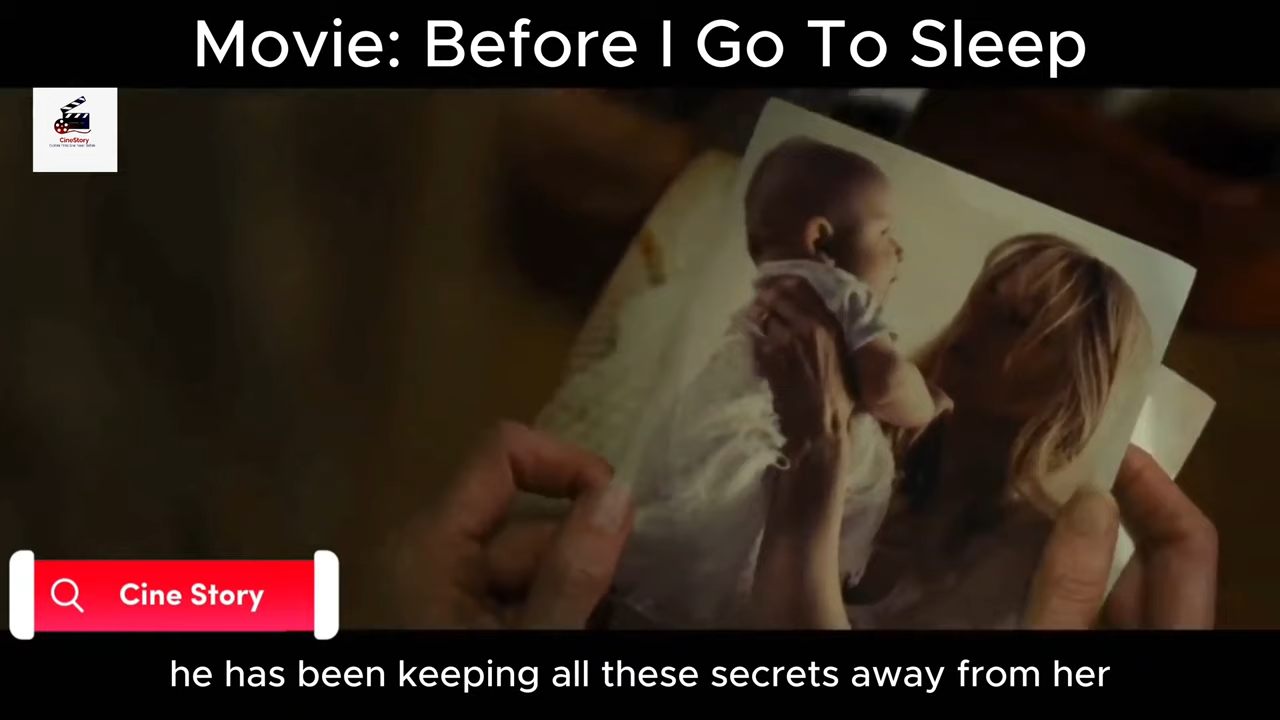 Movie: Before I Go To Sleep
CineStory
Cine Story
he has been keeping all these secrets away from her